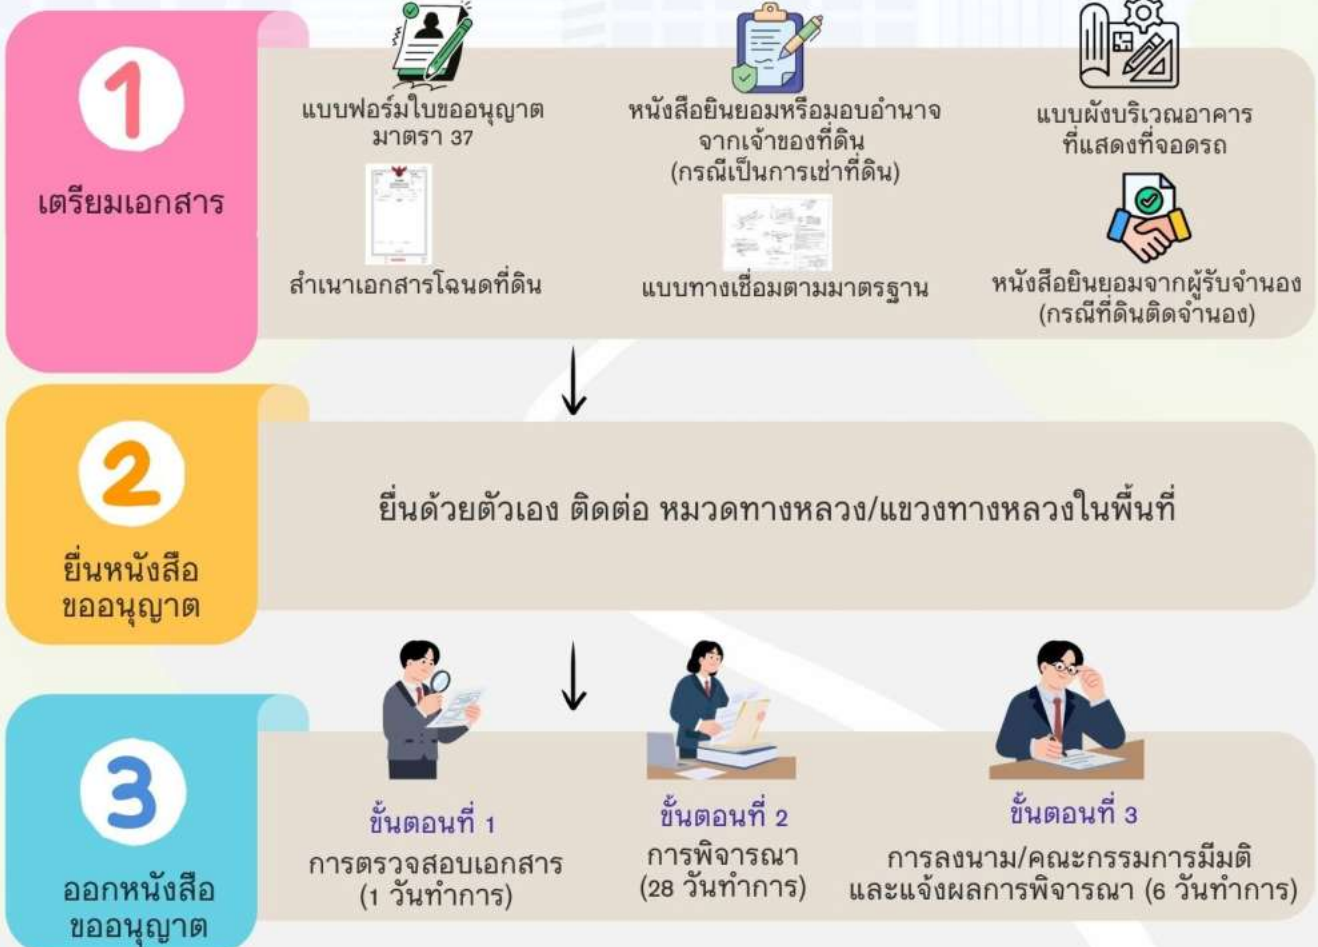 1
เตรียมเอกสาร
แบบฟอร์มใบขออนุญาต
มาตรา 37
หนังสือยินยอมหรือมอบอำนาจ
จากเจ้าของที่ดิน
(กรณีเป็นการเช่าที่ดิน)
แบบผังบริเวณอาคาร
ที่แสดงที่จอดรถ
สำเนาเอกสารโฉนดที่ดิน
แบบทางเชื่อมตามมาตรฐาน
หนังสือยินยอมจากผู้รับจำนอง
(กรณีที่ดินติดจำนอง)
2
ยื่นหนังสือ
ขออนุญาต
ยื่นด้วยตัวเอง ติดต่อ หมวดทางหลวง/แขวงทางหลวงในพื้นที่
3
ออกหนังสือ
ขออนุญาต
ขั้นตอนที่ 1
การตรวจสอบเอกสาร
(1 วันทำการ)
ขั้นตอนที่ 2
การพิจารณา
(28 วันทำการ)
ขั้นตอนที่ 3
การลงนาม/คณะกรรมการมีมติ
และแจ้งผลการพิจารณา (6 วันทำการ)